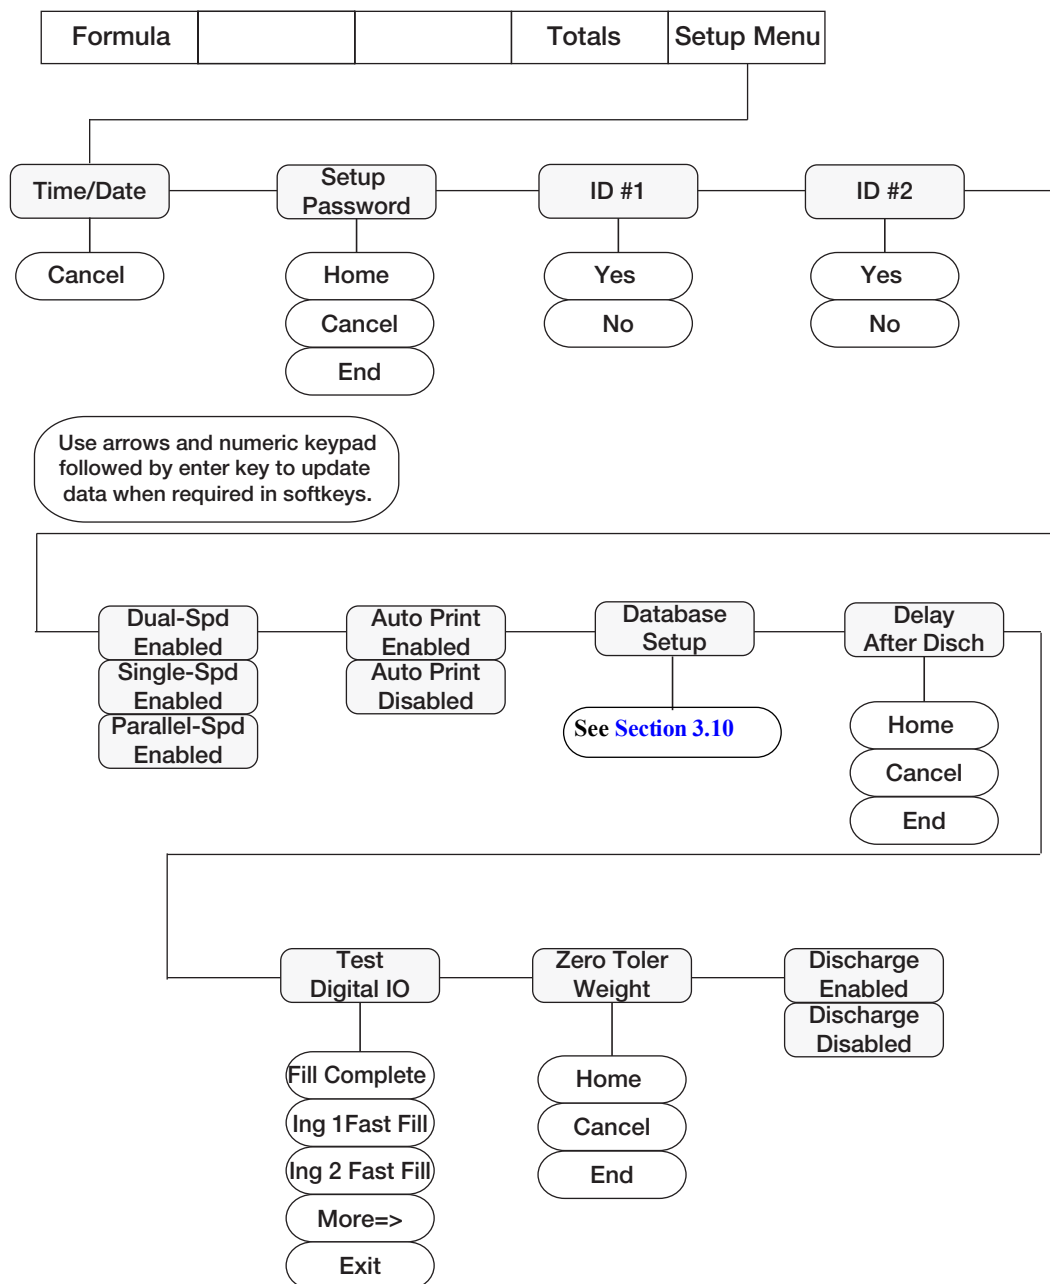 Formula
Totals
Setup Menu
Time/Date
Setup
Password
ID #1
ID #2
Cancel
Home
Cancel
End
Yes
No
Yes
No
Use arrows and numeric keypad
followed by enter key to update
data when required in softkeys.
Dual-Spd
Enabled
Single-Spd
Enabled
Parallel-Spd
Enabled
Auto Print
Enabled
Auto Print
Disabled
Database
Setup
See Section 3.10
Delay
After Disch
Home
Cancel
End
Test
Digital IO
Fill Complete
Ing 1Fast Fill
Ing 2 Fast Fill
More=>
Exit
Zero Toler
Weight
Home
Cancel
End
Discharge
Enabled
Discharge
Disabled